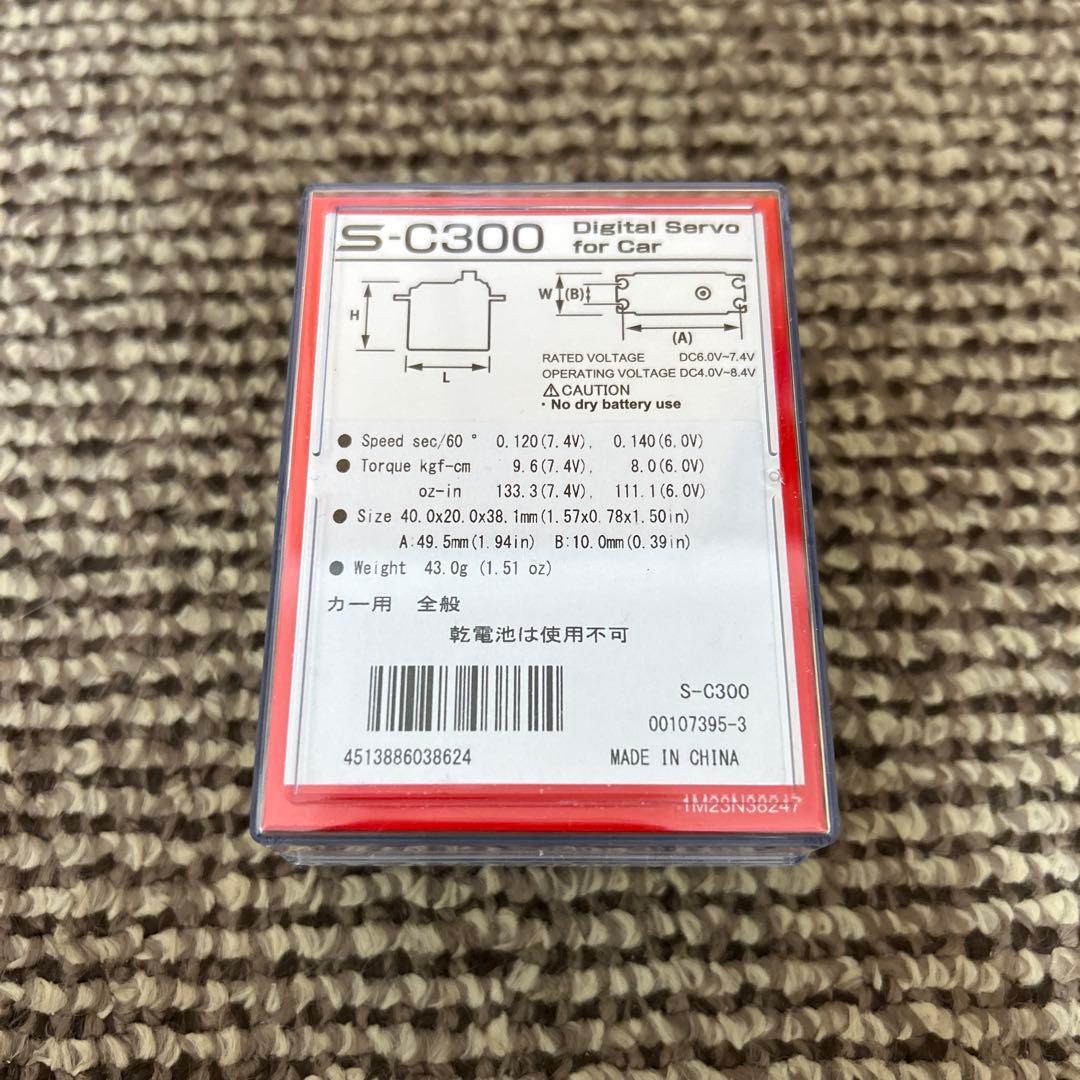 S-C300 Digital Servo
for Car
H
L
W (B)
(A)
RATED VOLTAGE DC6.0V~7.4V
OPERATING VOLTAGE DC4.0V~8.4V
⚠CAUTION
・No dry battery use
● Speed sec/60 ° 0.120(7.4V), 0.140(6.0V)
● Torque kgf-cm 9.6(7.4V), 8.0(6.0V)
oz-in 133.3(7.4V), 111.1(6.0V)
● Size 40.0x20.0x38.1mm(1.57x0.78x1.50in)
A:49.5mm(1.94in) B:10.0mm(0.39in)
● Weight 43.0g (1.51 oz)
カー用 全般
乾電池は使用不可
S-C300
00107395-3
4513886038624 MADE IN CHINA
1M23N38247